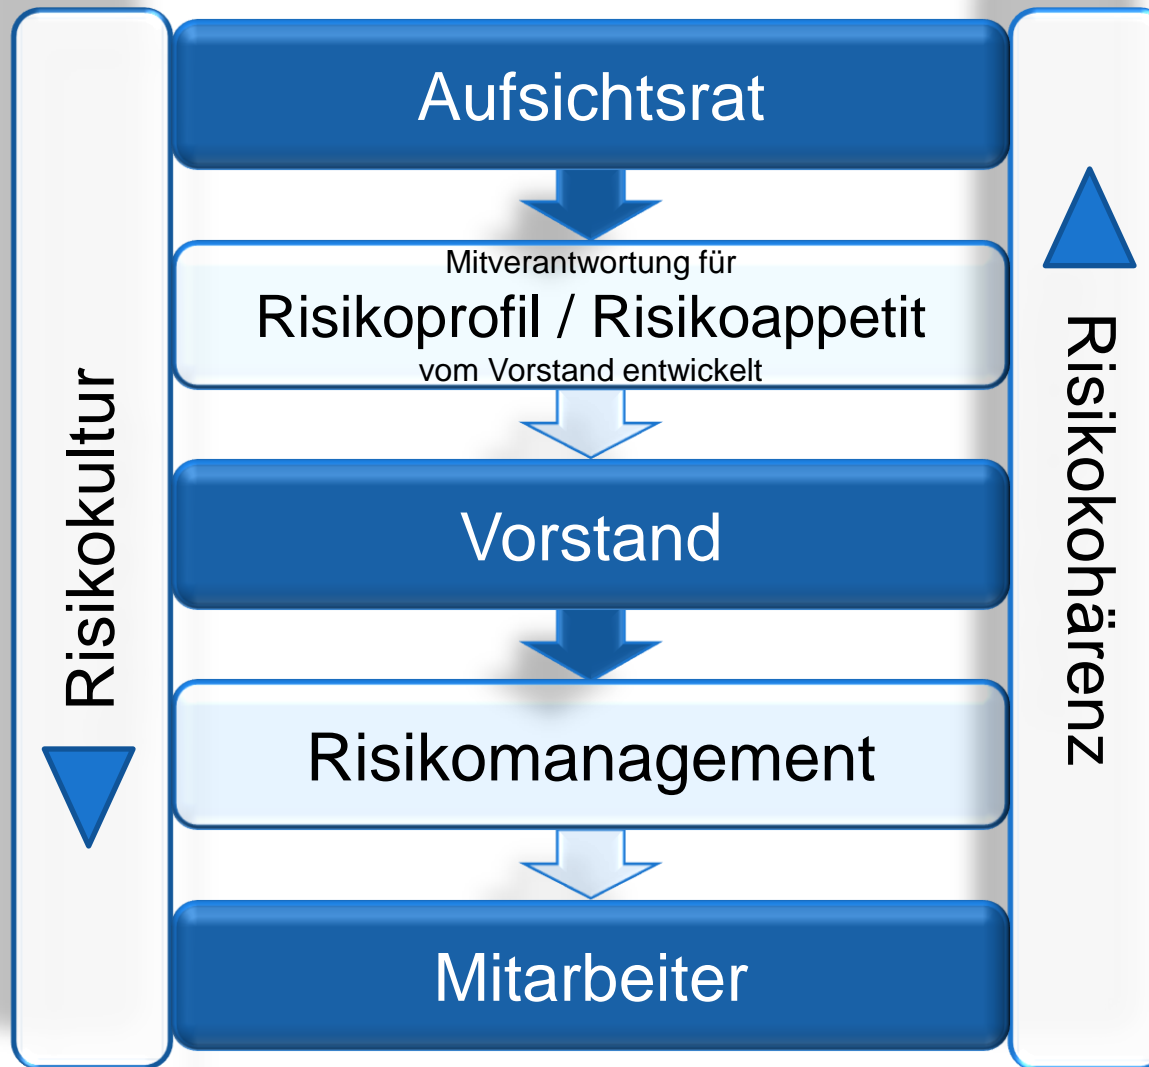 Aufsichtsrat
Mitverantwortung für
Risikoprofil / Risikoappetit
vom Vorstand entwickelt
Vorstand
Risikomanagement
Mitarbeiter
Risikokultur
Risikokohärenz